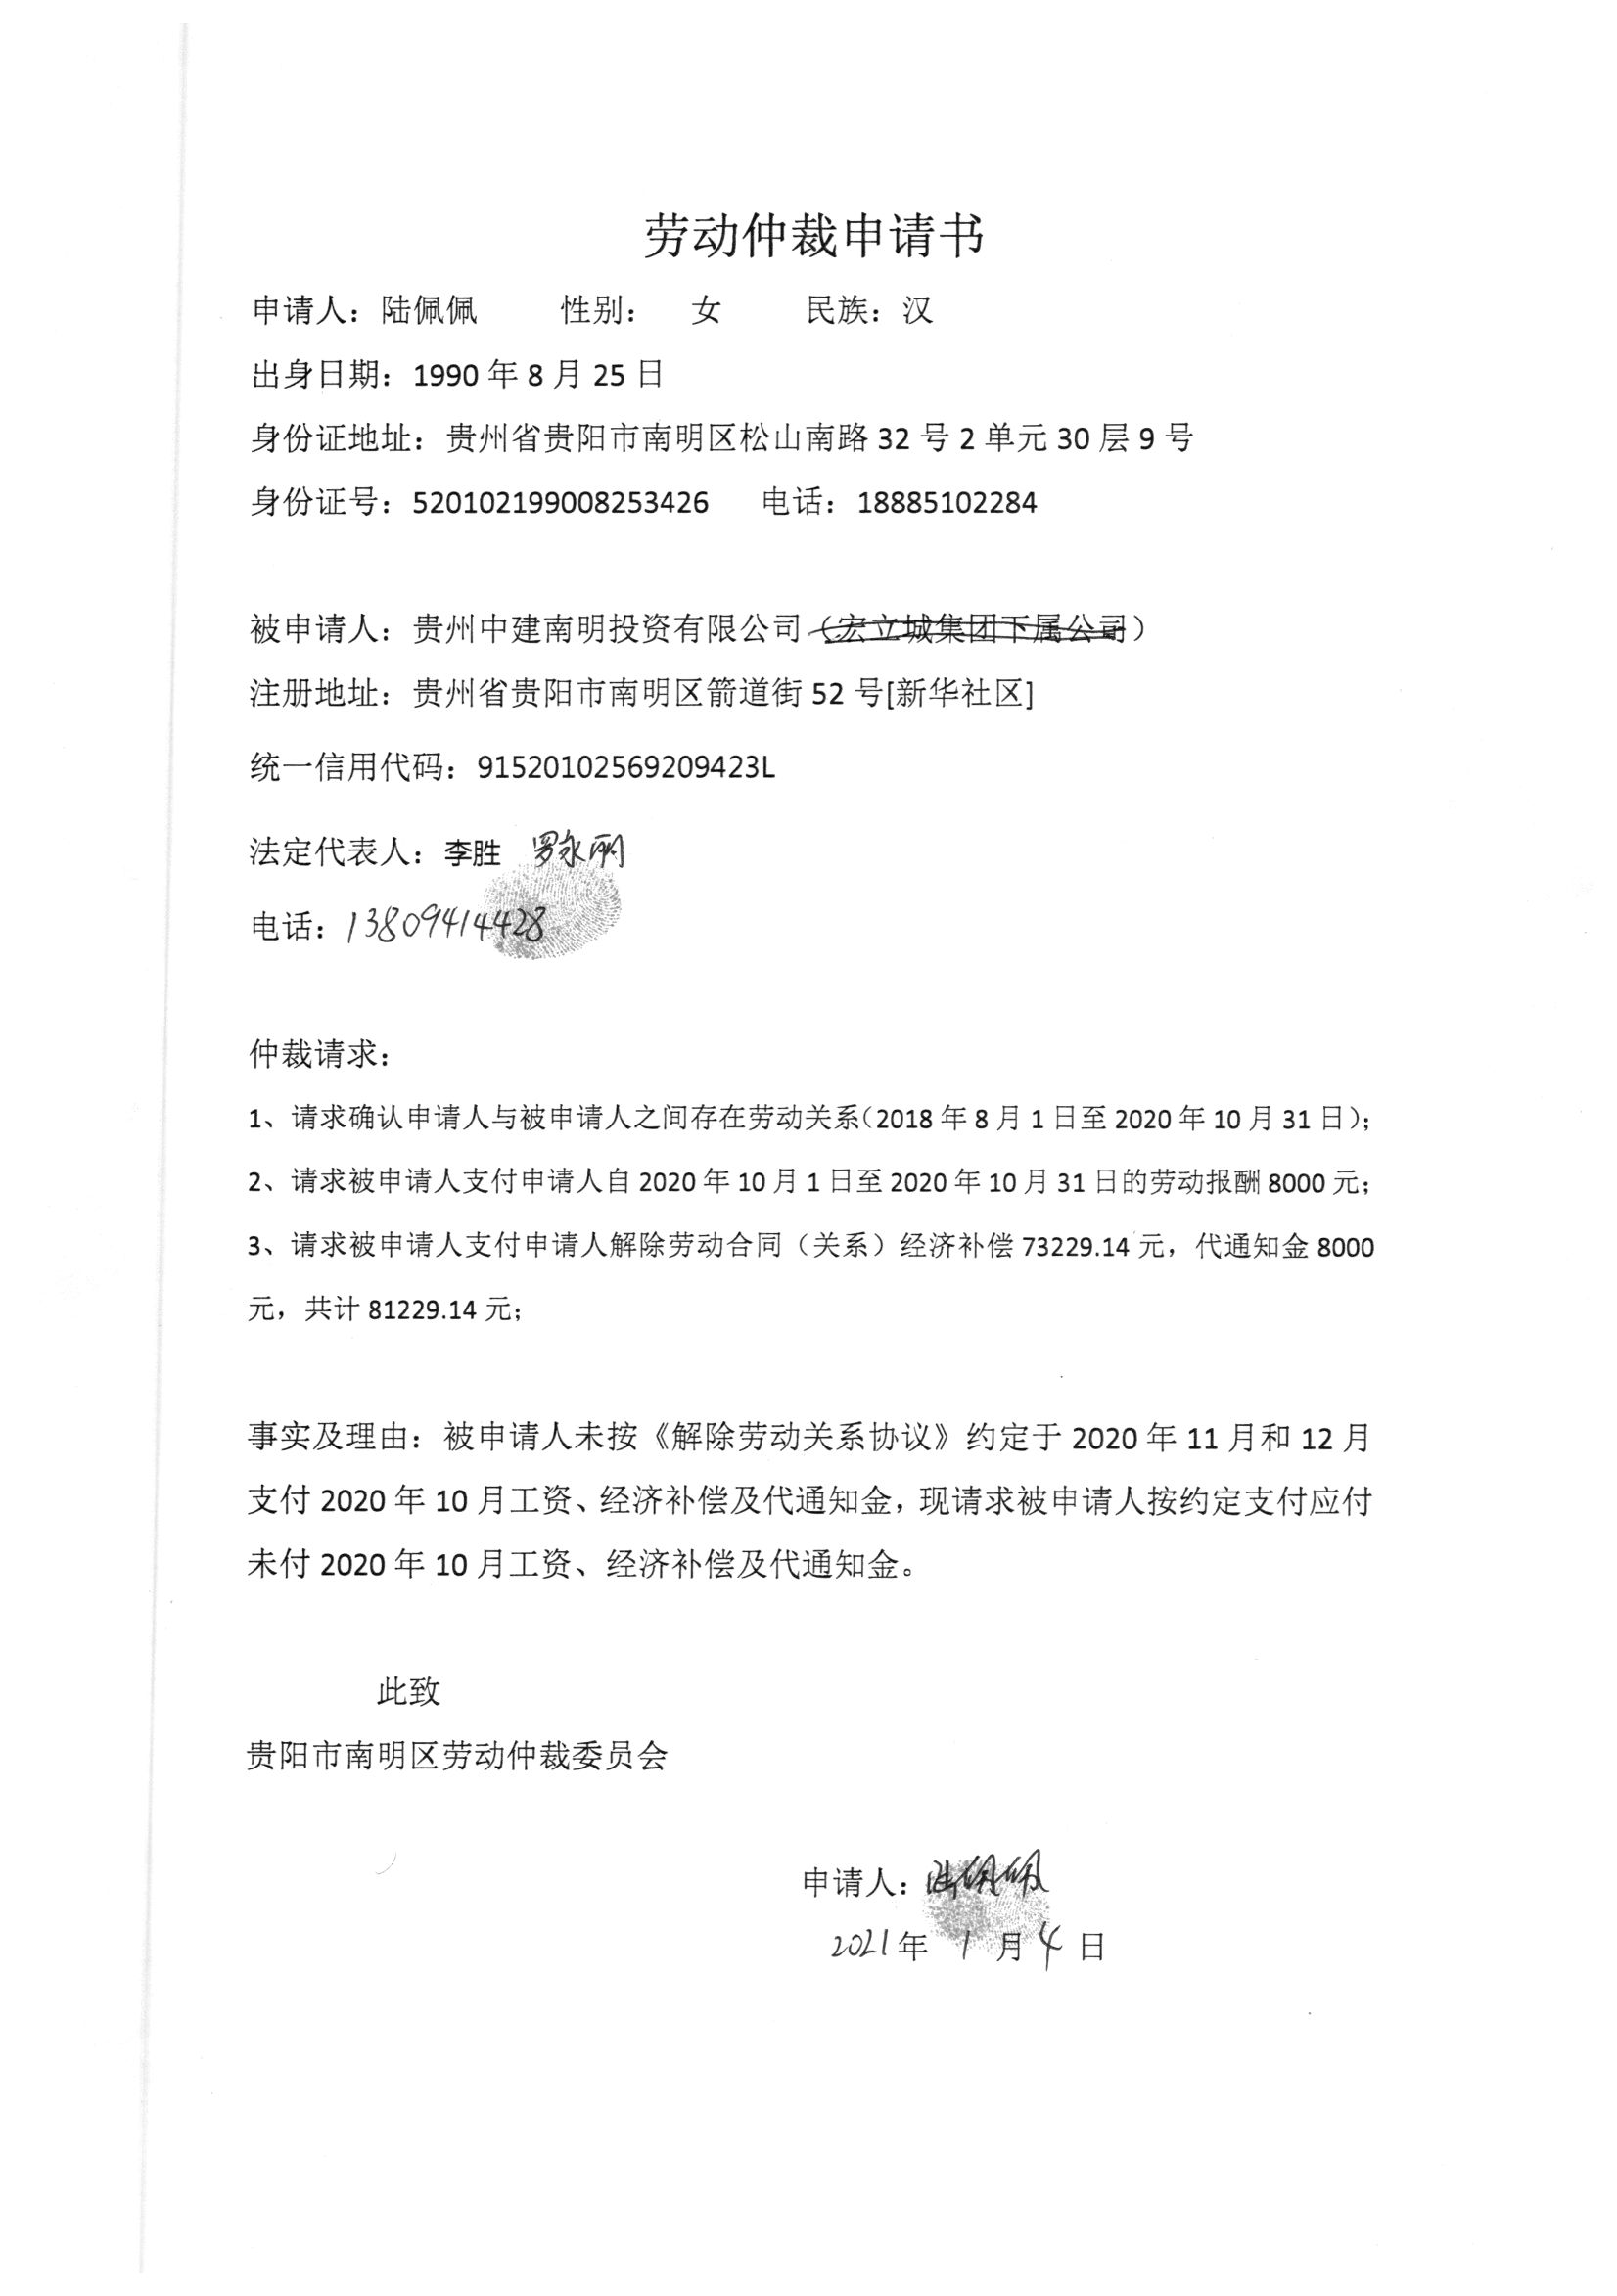 劳动仲裁申请书
申请人：陆佩佩 性别： 女 民族：汉
出身日期：1990 年 8 月 25 日
身份证地址：贵州省贵阳市南明区松山南路 32 号 2 单元 30 层 9 号
身份证号：520102199008253426 电话：18885102284
被申请人：贵州中建南明投资有限公司（宏立城集团下属公司）
注册地址：贵州省贵阳市南明区箭道街 52 号[新华社区]
统一信用代码：91520102569209423L
法定代表人：李胜 罗永丽
电话：13809414428
仲裁请求：
1、请求确认申请人与被申请人之间存在劳动关系（2018 年 8 月 1 日至 2020 年 10 月 31 日）；
2、请求被申请人支付申请人自 2020 年 10 月 1 日至 2020 年 10 月 31 日的劳动报酬 8000 元；
3、请求被申请人支付申请人解除劳动合同（关系）经济补偿 73229.14 元，代通知金 8000
元，共计 81229.14 元；
事实及理由：被申请人未按《解除劳动关系协议》约定于 2020 年 11 月和 12 月
支付 2020 年 10 月工资、经济补偿及代通知金，现请求被申请人按约定支付应付
未付 2020 年 10 月工资、经济补偿及代通知金。
此致
贵阳市南明区劳动仲裁委员会
申请人：陆佩佩
2021年 1 月 4 日